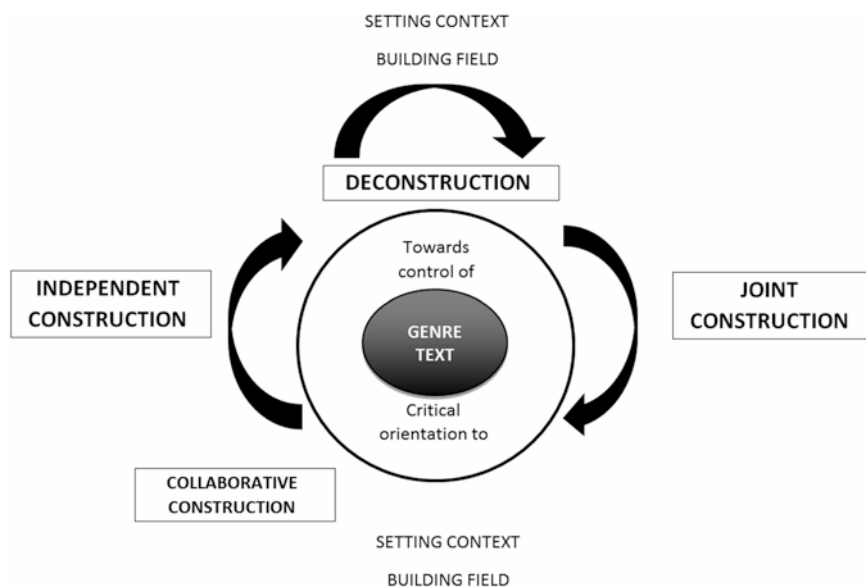 SETTING CONTEXT
BUILDING FIELD
DECONSTRUCTION
Towards
control of
GENRE
TEXT
Critical
orientation to
INDEPENDENT
CONSTRUCTION
JOINT
CONSTRUCTION
COLLABORATIVE
CONSTRUCTION
SETTING CONTEXT
BUILDING FIELD